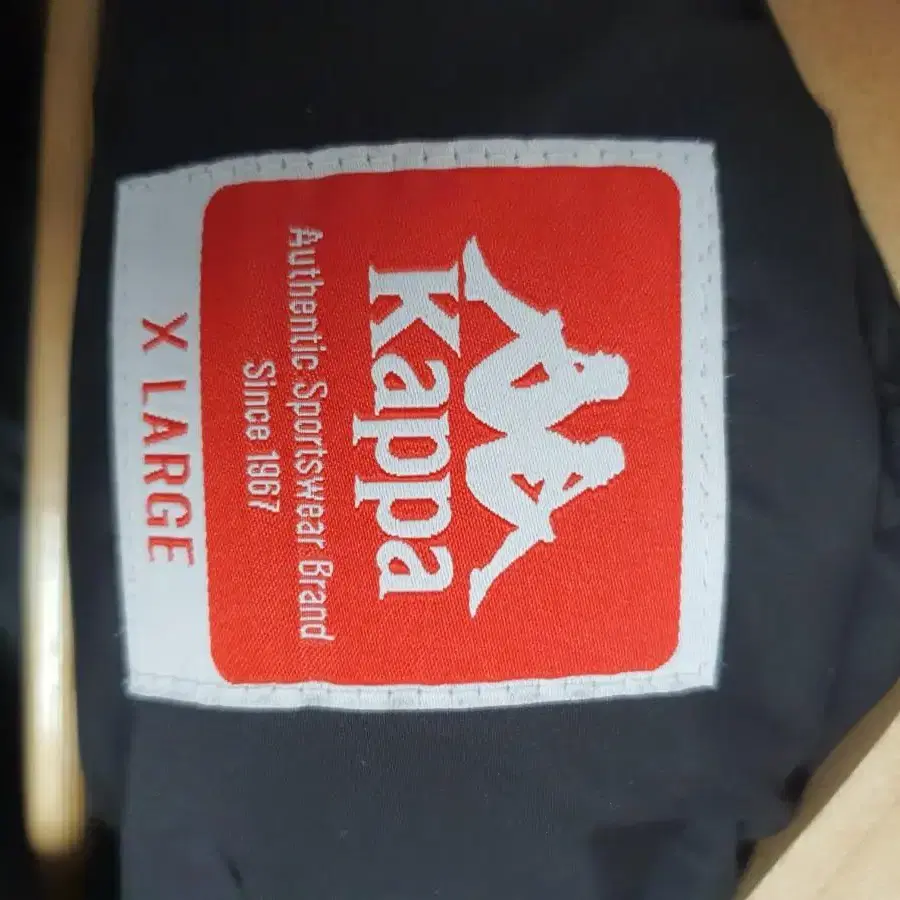 Kappa
Authentic Sportswear Brand
Since 1967
X LARGE